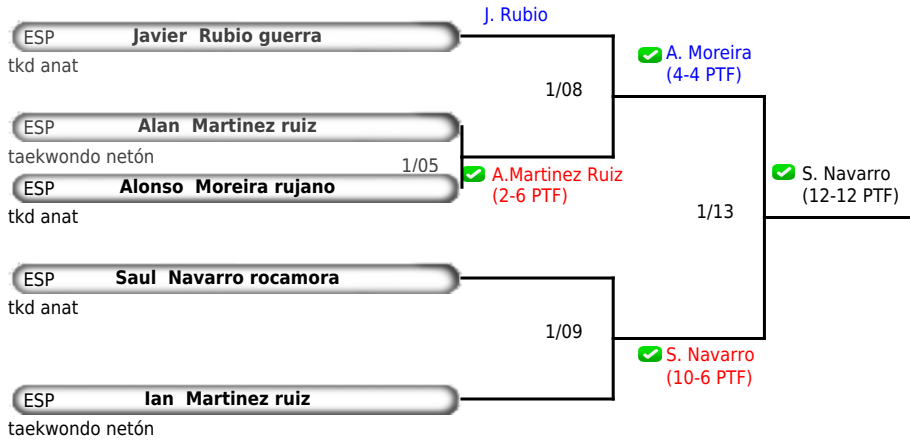 J. Rubio
ESP Javier Rubio guerra
tkd anat
A. Moreira
(4-4 PTF)
1/08
ESP Alan Martinez ruiz
taekwondo netón
1/05
A.Martinez Ruiz
(2-6 PTF)
ESP Alonso Moreira rujano
tkd anat
S. Navarro
(12-12 PTF)
1/13
ESP Saul Navarro rocamora
tkd anat
1/09
S. Navarro
(10-6 PTF)
ESP Ian Martinez ruiz
taekwondo netón